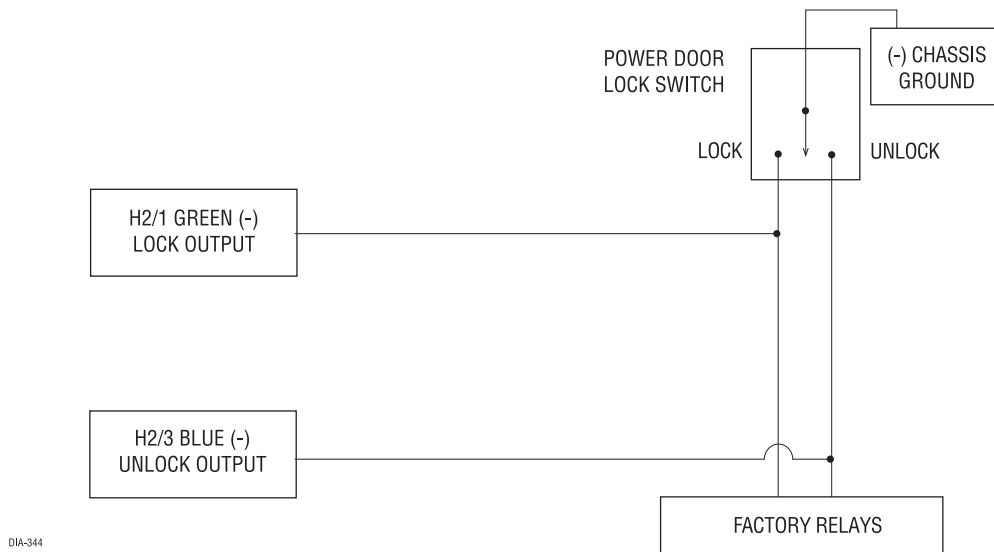 POWER DOOR
LOCK SWITCH
(-) CHASSIS
GROUND
LOCK
UNLOCK
H2/1 GREEN (-)
LOCK OUTPUT
H2/3 BLUE (-)
UNLOCK OUTPUT
FACTORY RELAYS
DIA-344